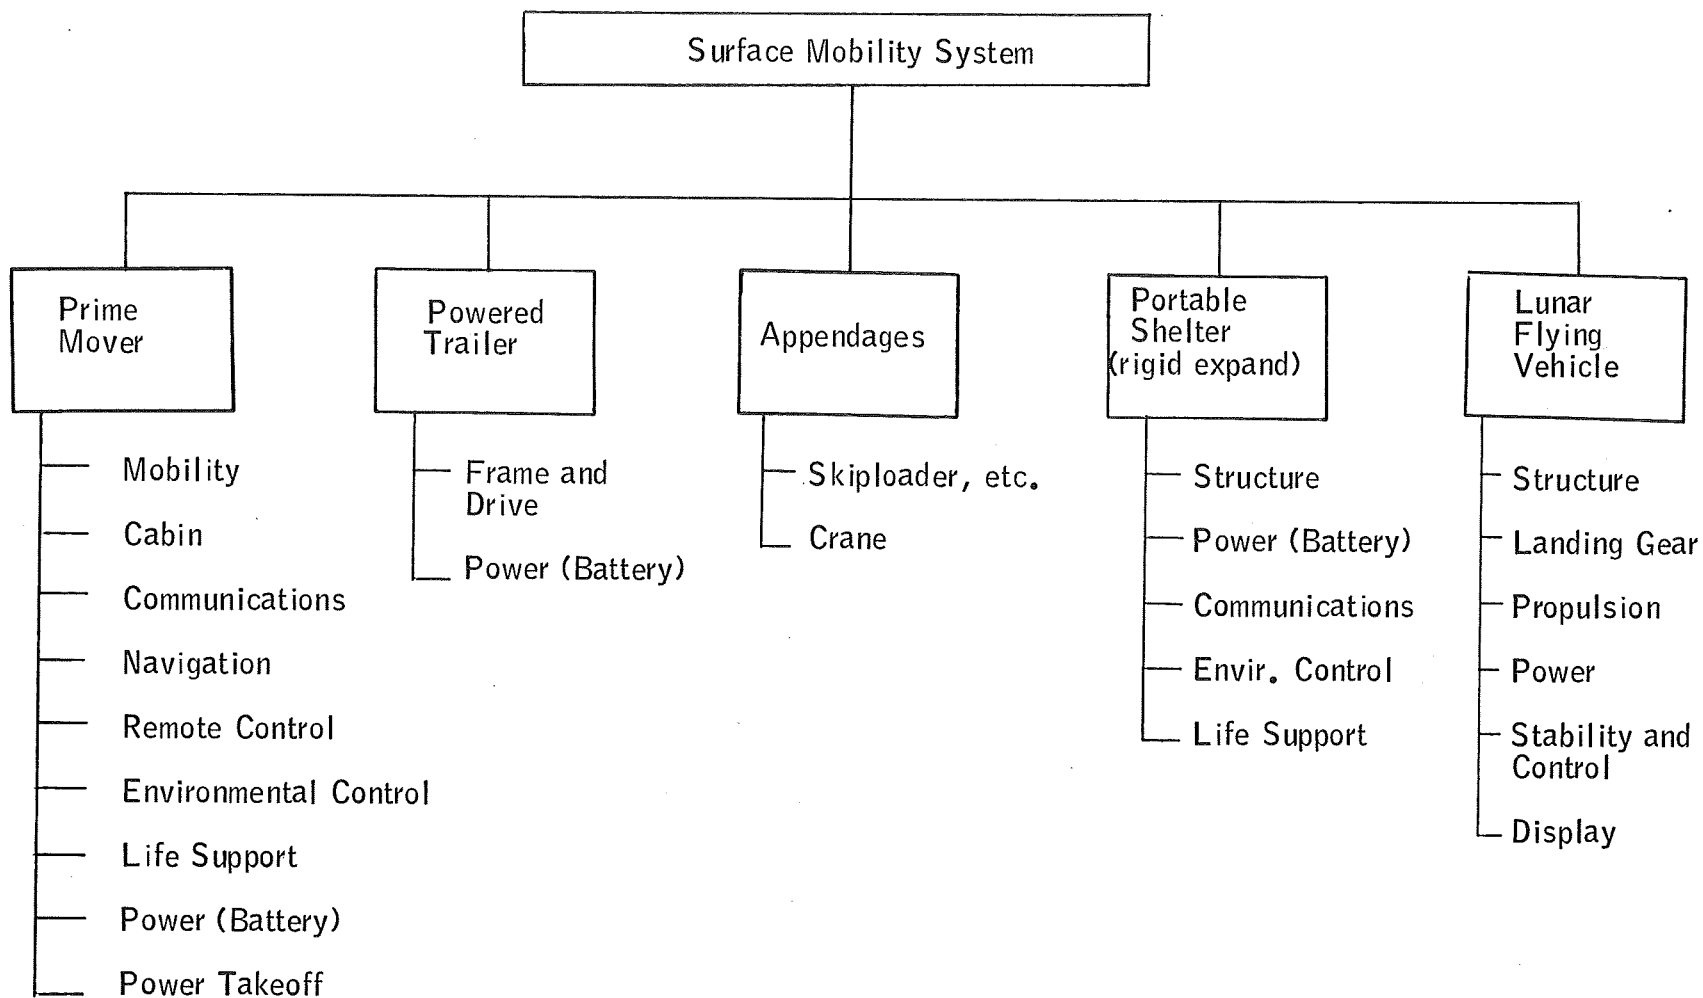 Surface Mobility System
Prime
Mover
Mobility
Cabin
Communications
Navigation
Remote Control
Environmental Control
Life Support
Power (Battery)
Power Takeoff
Powered
Trailer
Frame and
Drive
Power (Battery)
Appendages
Skiploader, etc.
Crane
Portable
Shelter
(rigid expand)
Structure
Power (Battery)
Communications
Envir. Control
Life Support
Lunar
Flying
Vehicle
Structure
Landing Gear
Propulsion
Power
Stability and
Control
Display